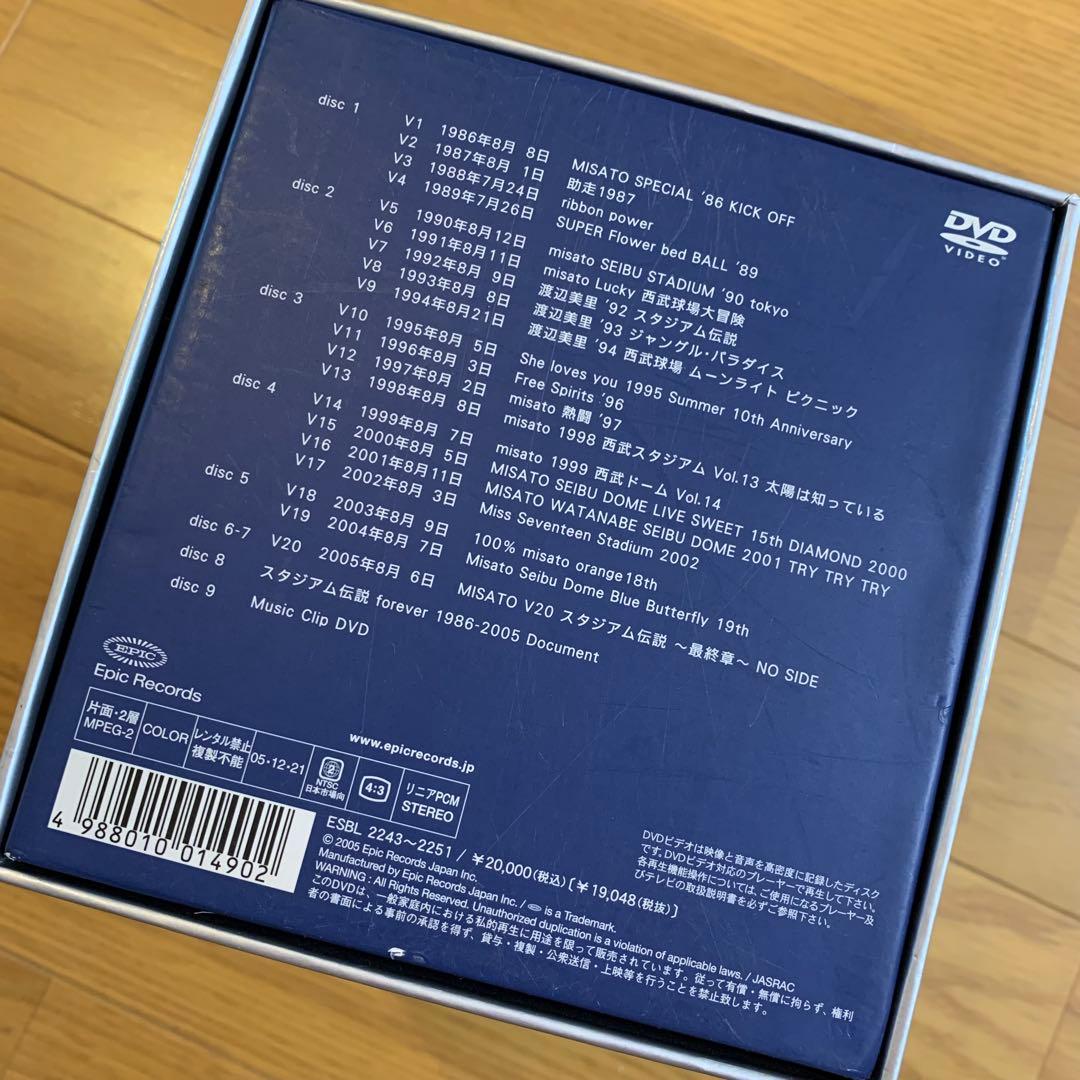 disc 1
V1 1986年8月 8日 MISATO SPECIAL '86 KICK OFF
V2 1987年8月 1日 助走1987
V3 1988年7月24日 ribbon power
V4 1989年7月26日 SUPER Flower bed BALL '89
disc 2
V5 1990年8月12日 misato SEIBU STADIUM '90 tokyo
V6 1991年8月11日 misato Lucky 西武球場大冒険
V7 1992年8月 9日 渡辺美里 '92 スタジアム伝説
V8 1993年8月 8日 渡辺美里 '93 ジャングル・パラダイス
V9 1994年8月21日 渡辺美里 '94 西武球場 ムーンライト ピクニック
disc 3
V10 1995年8月 5日 She loves you 1995 Summer 10th Anniversary
V11 1996年8月 3日 Free Spirits '96
V12 1997年8月 2日 misato 熱闘 '97
V13 1998年8月 8日 misato 1998 西武スタジアム Vol.13 太陽は知っている
disc 4
V14 1999年8月 7日 misato 1999 西武ドーム Vol.14
V15 2000年8月 5日 MISATO SEIBU DOME LIVE SWEET 15th DIAMOND 2000
V16 2001年8月11日 MISATO WATANABE SEIBU DOME 2001 TRY TRY TRY
V17 2002年8月 3日 Miss Seventeen Stadium 2002
disc 5
V18 2003年8月 9日 100% misato orange18th
V19 2004年8月 7日 Misato Seibu Dome Blue Butterfly 19th
disc 6-7 V20 2005年8月 6日 MISATO V20 スタジアム伝説 ～最終章～ NO SIDE
disc 8 スタジアム伝説 forever 1986-2005 Document
disc 9 Music Clip DVD
DVD
VIDEO
EPIC
Epic Records
www.epicrecords.jp
片面・2層
MPEG-2
COLOR
レンタル禁止
複製不能
05・12・21
2
NTSC
日本市場向
4:3
リニアPCM
STEREO
4 988010 014902
ESBL 2243～2251 / ¥20,000(税込)[¥19,048(税抜)]
© 2005 Epic Records Japan Inc.
Manufactured by Epic Records Japan Inc. / is a Trademark.
WARNING : All Rights Reserved. Unauthorized duplication is a violation of applicable laws. / JASRAC
このDVDは、一般家庭内における私的再生に用途を限って販売されています。従って有償・無償に拘らず、権利
者の書面による事前の承認を得ず、貸与・複製・公衆送信・上映等を行うことを禁止致します。
DVDビデオは映像と音声を高密度に記録したディスク
です。DVDビデオ対応のプレーヤーで再生して下さい。
各再生機能操作については、ご使用になるプレーヤー及
びテレビの取扱説明書を必ずご参照下さい。